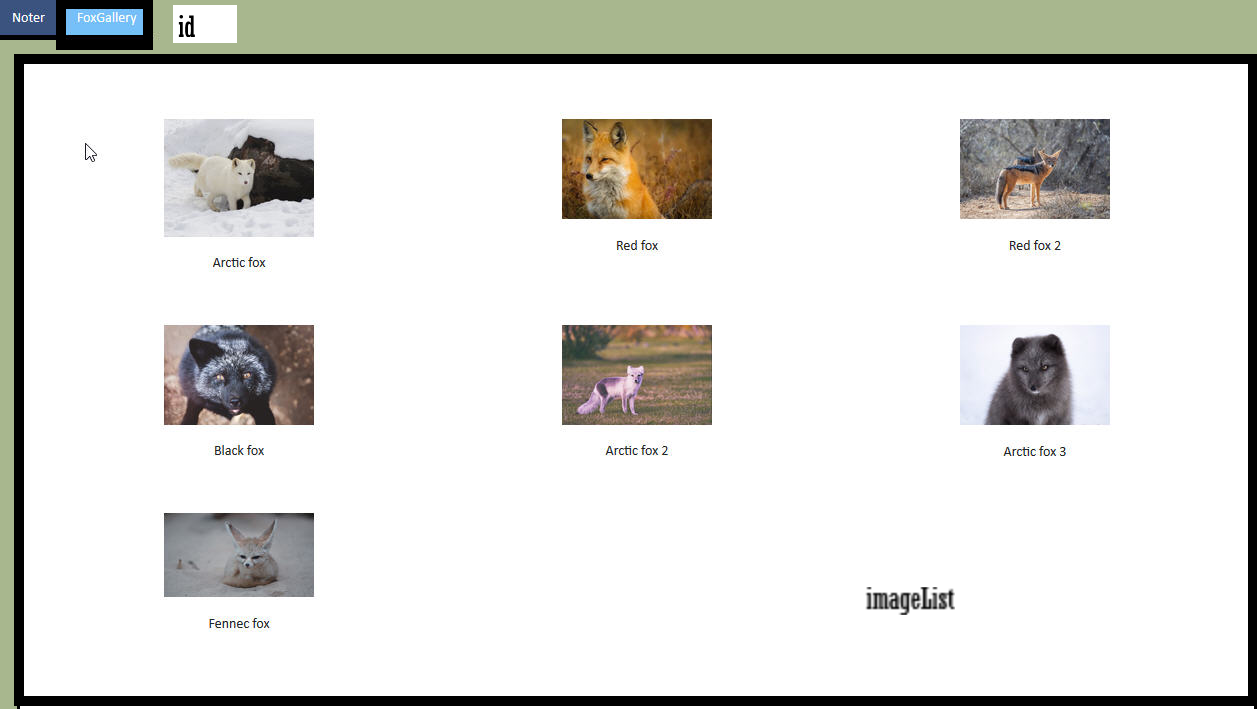 Noter
FoxGallery
id
Arctic fox
Red fox
Red fox 2
Black fox
Arctic fox 2
Arctic fox 3
Fennec fox
imageList